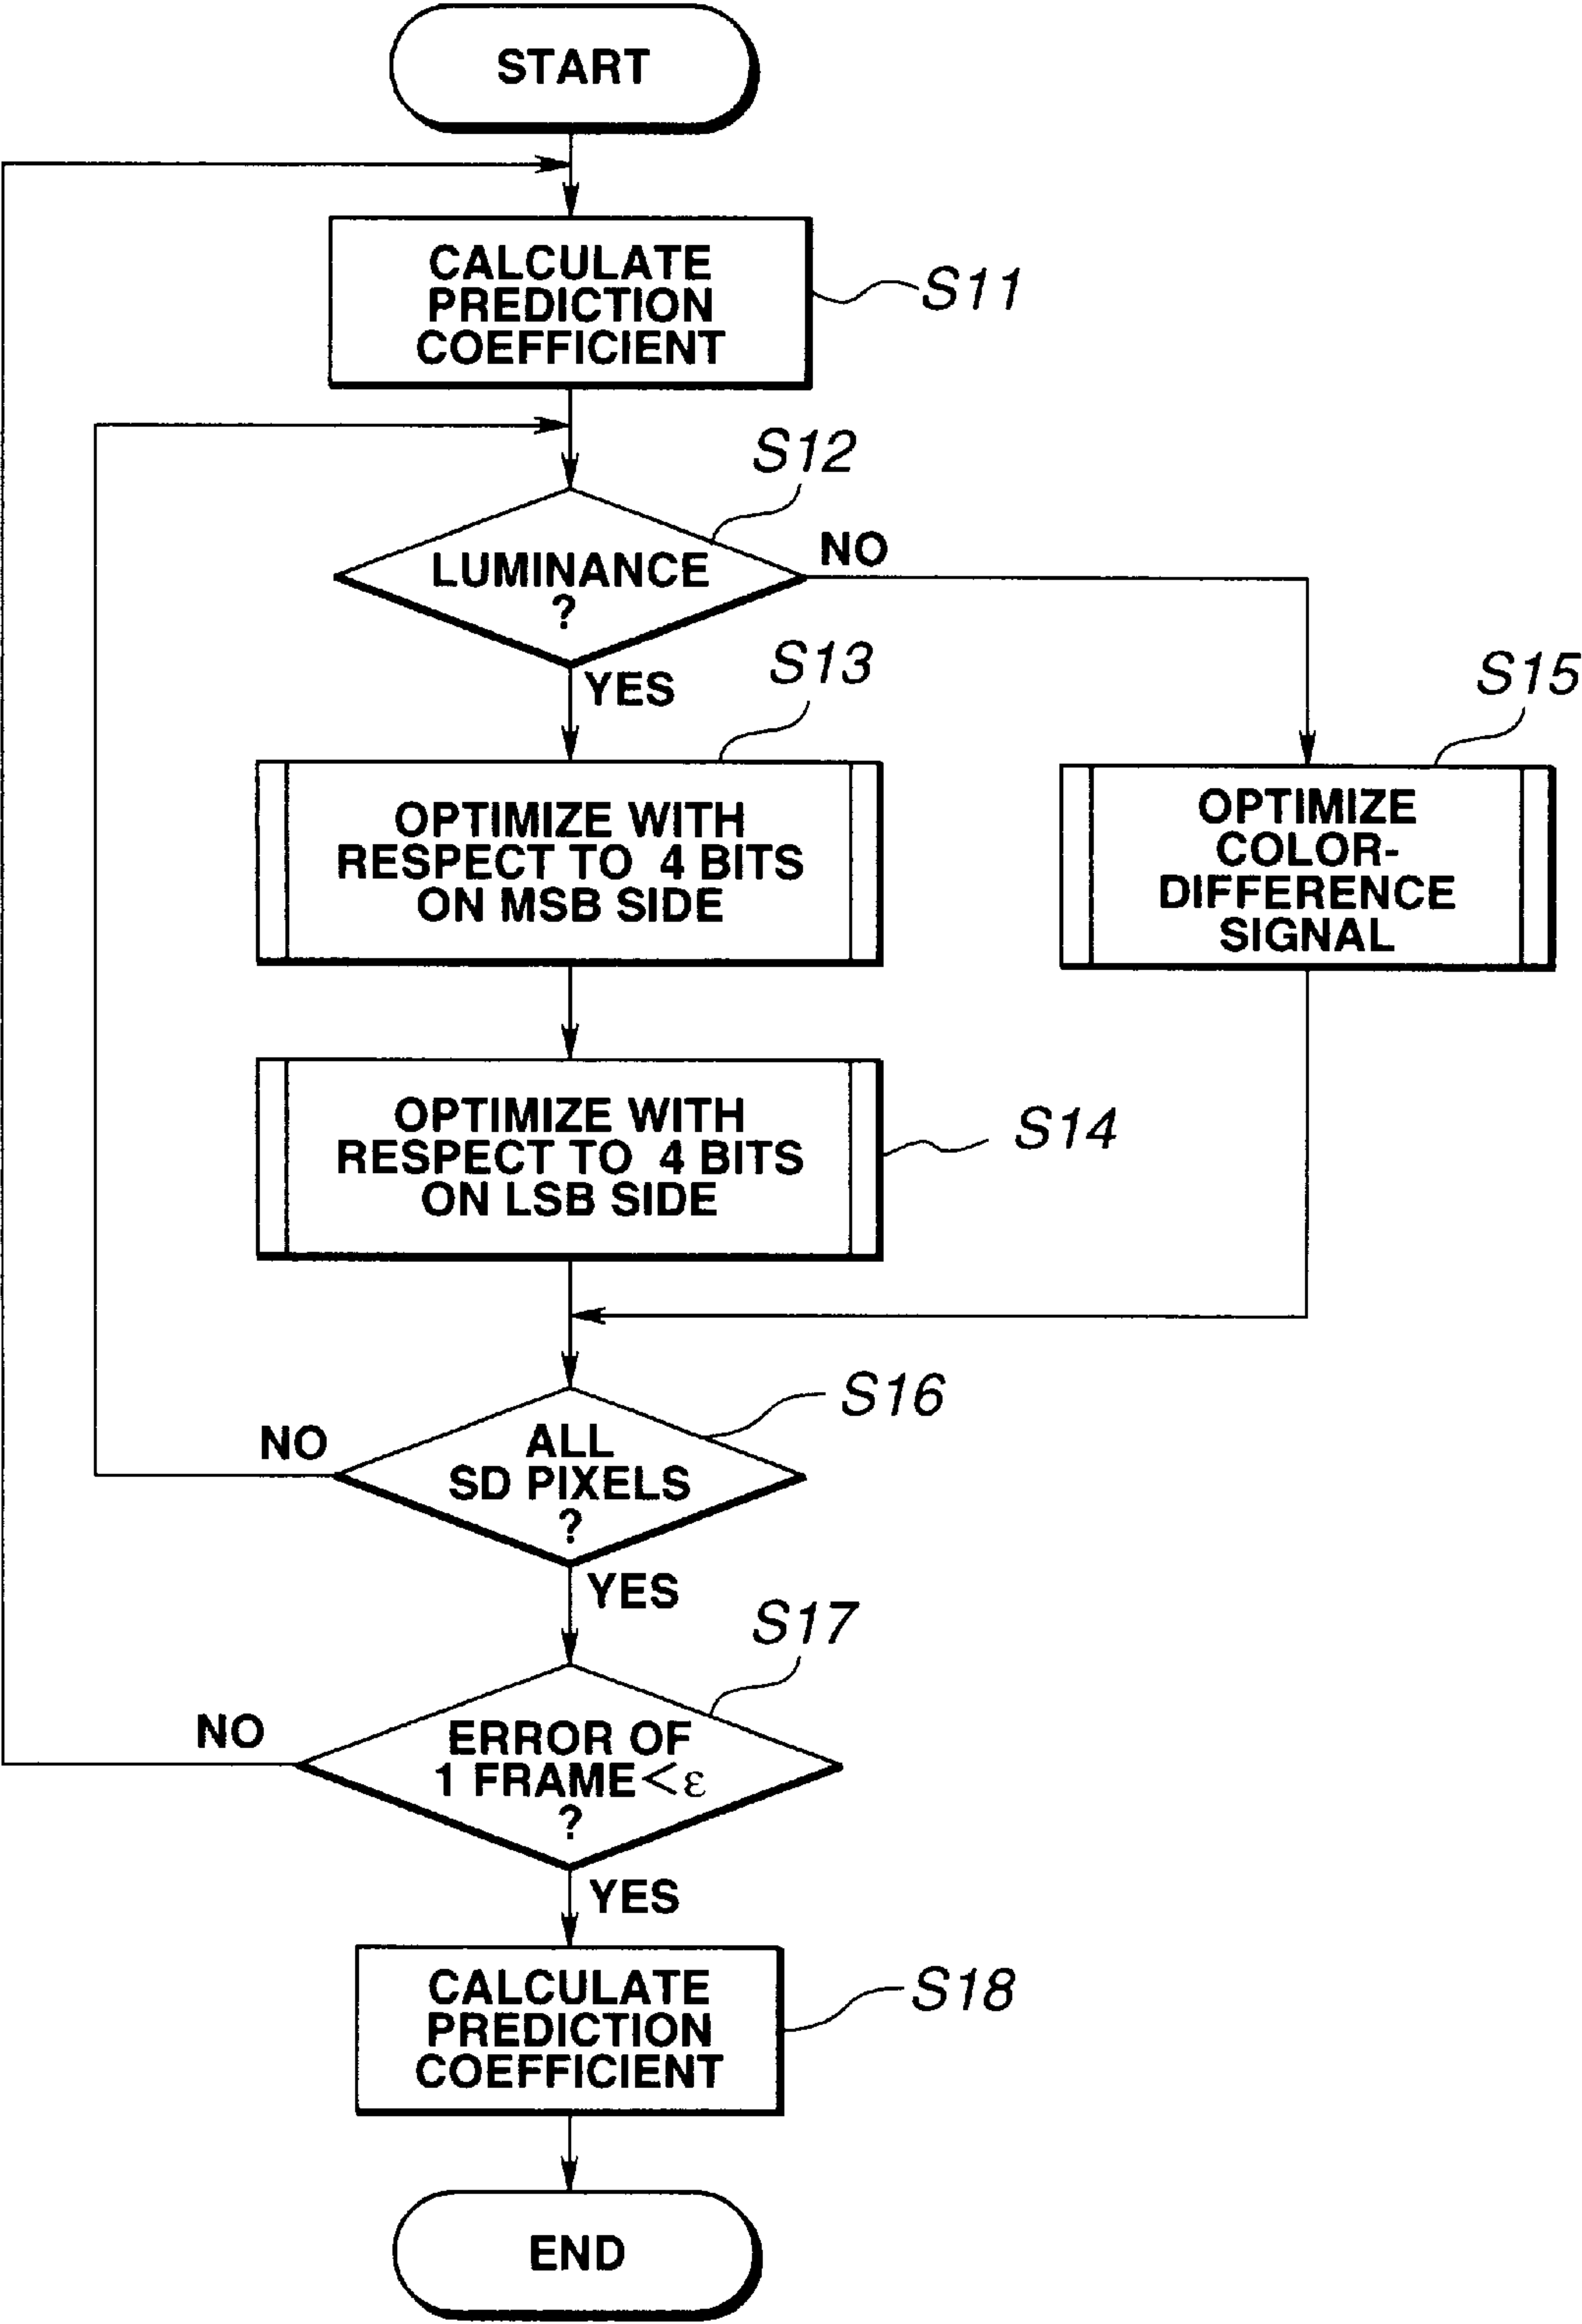 START
CALCULATE
PREDICTION
COEFFICIENT
S11
S12
LUMINANCE
?
NO
YES
S13
OPTIMIZE WITH
RESPECT TO 4 BITS
ON MSB SIDE
S15
OPTIMIZE
COLOR-
DIFFERENCE
SIGNAL
OPTIMIZE WITH
RESPECT TO 4 BITS
ON LSB SIDE
S14
S16
ALL
SD PIXELS
?
NO
YES
S17
ERROR OF
1 FRAME<ε
?
NO
YES
CALCULATE
PREDICTION
COEFFICIENT
S18
END